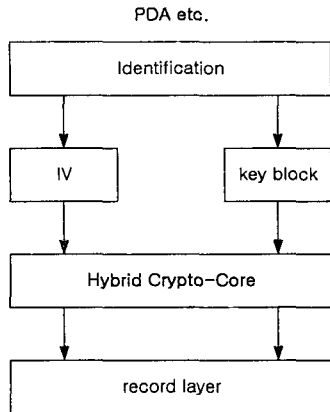 PDA etc.
Identification
IV
key block
Hybrid Crypto-Core
record layer